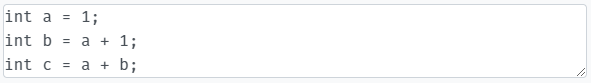 int a = 1;
int b = a + 1;
int c = a + b;